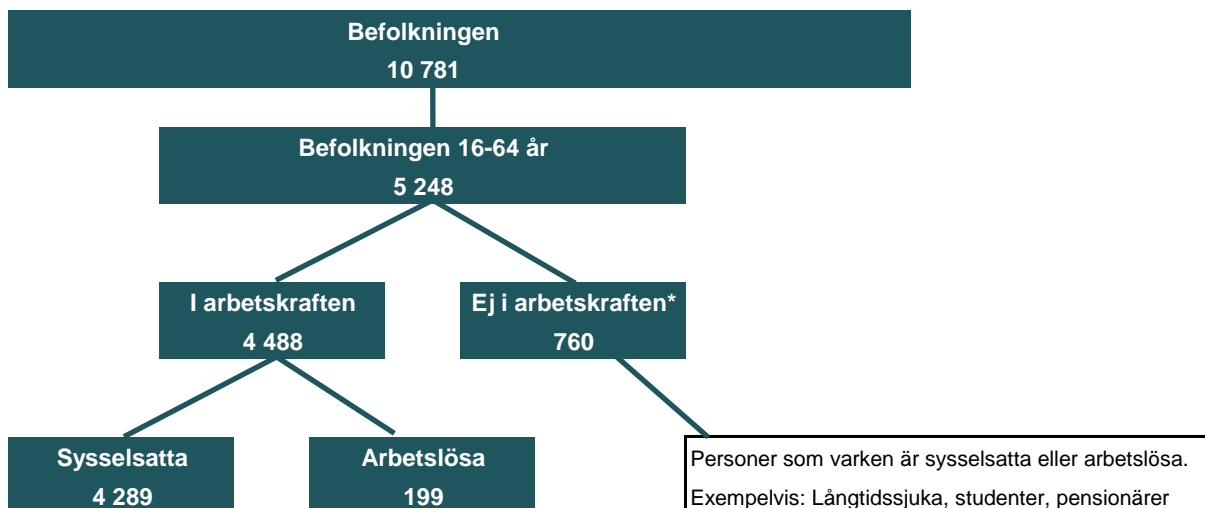 Befolkningen
10 781
Befolkningen 16-64 år
5 248
I arbetskraften
4 488
Ej i arbetskraften*
760
Sysselsatta
4 289
Arbetslösa
199
Personer som varken är sysselsatta eller arbetslösa.
Exempelvis: Långtidssjuka, studenter, pensionärer